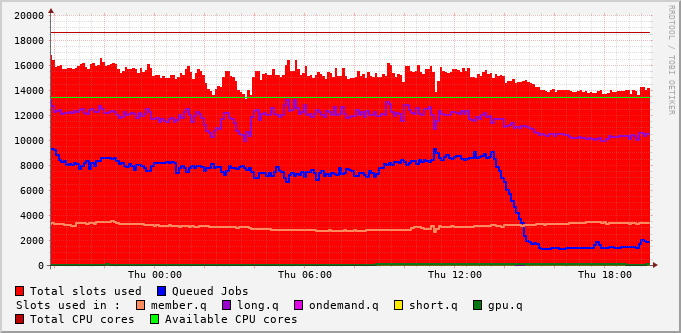 RRDTOOL / TOBI OETIKER
20000
18000
16000
14000
12000
10000
8000
6000
4000
2000
0
Thu 00:00 Thu 06:00 Thu 12:00 Thu 18:00
Total slots used Queued Jobs
Slots used in : member.q long.q ondemand.q short.q gpu.q
Total CPU cores Available CPU cores